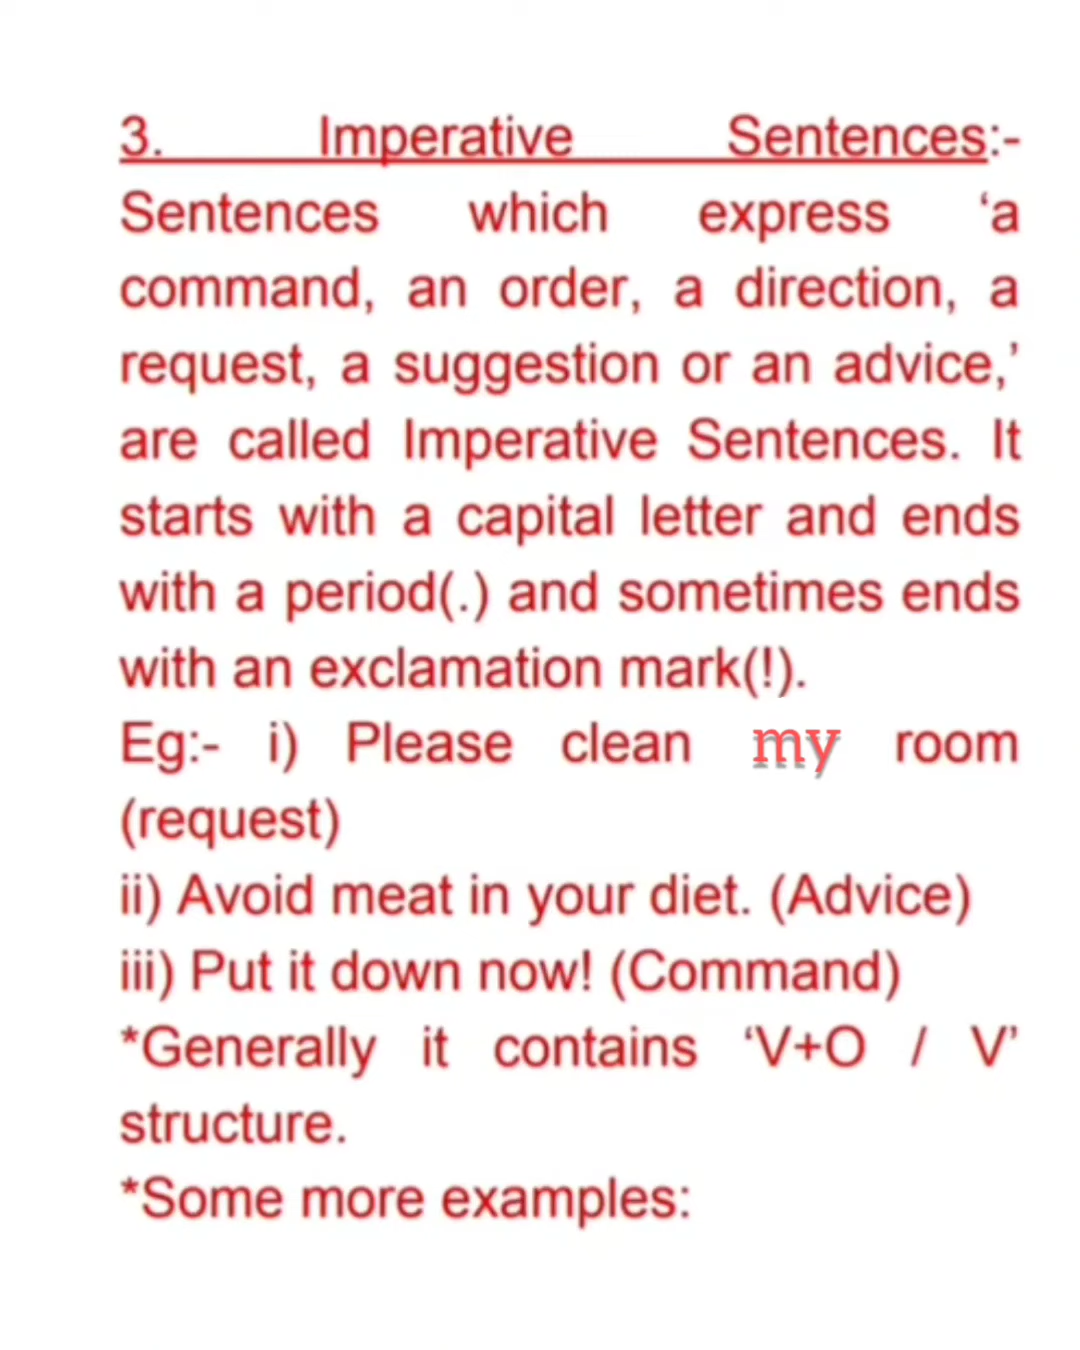 3. Imperative Sentences:-
Sentences which express ‘a
command, an order, a direction, a
request, a suggestion or an advice,’
are called Imperative Sentences. It
starts with a capital letter and ends
with a period(.) and sometimes ends
with an exclamation mark(!).
Eg:- i) Please clean my room
(request)
ii) Avoid meat in your diet. (Advice)
iii) Put it down now! (Command)
*Generally it contains ‘V+O / V’
structure.
*Some more examples: